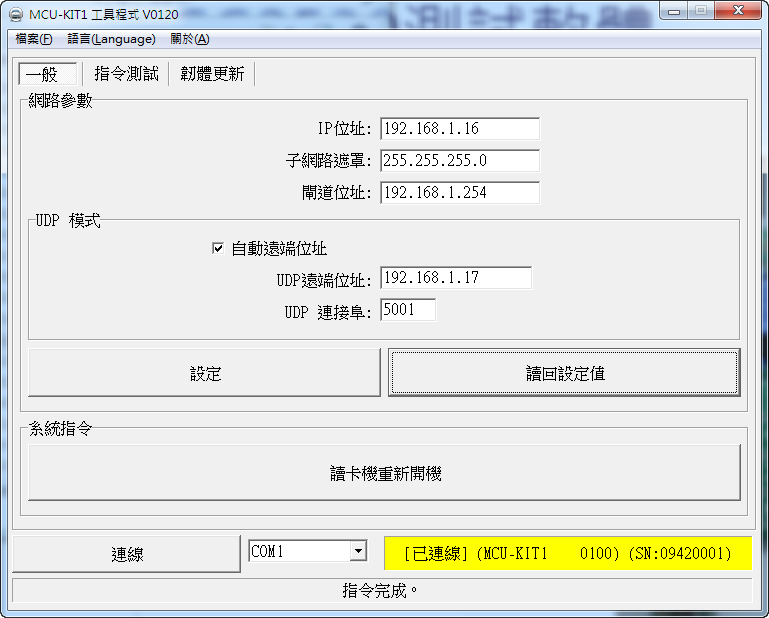 MCU-KIT1 工具程式 V0120
檔案(F) 語言(Language) 關於(A)
一般 指令測試 韌體更新
網路參數
IP位址: 192.168.1.16
子網路遮罩: 255.255.255.0
閘道位址: 192.168.1.254
UDP 模式
自動遠端位址
UDP遠端位址: 192.168.1.17
UDP 連接阜: 5001
設定 讀回設定值
系統指令
讀卡機重新開機
連線 COM1 [已連線] (MCU-KIT1 0100) (SN:09420001)
指令完成。